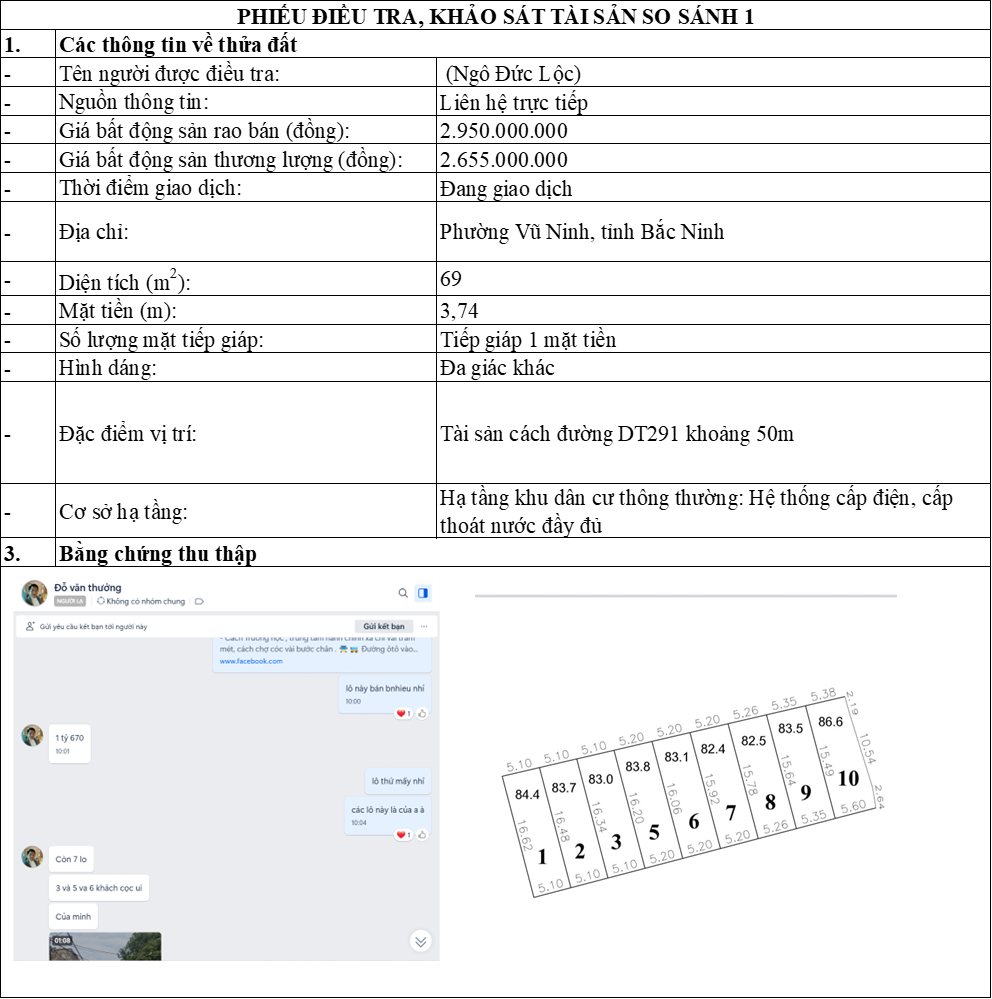 PHIẾU ĐIỀU TRA, KHẢO SÁT TÀI SẢN SO SÁNH 1
1. Các thông tin về thửa đất
- Tên người được điều tra: (Ngô Đức Lộc)
- Nguồn thông tin: Liên hệ trực tiếp
- Giá bất động sản rao bán (đồng): 2.950.000.000
- Giá bất động sản thương lượng (đồng): 2.655.000.000
- Thời điểm giao dịch: Đang giao dịch
- Địa chỉ: Phường Vũ Ninh, tỉnh Bắc Ninh
- Diện tích (m2): 69
- Mặt tiền (m): 3,74
- Số lượng mặt tiếp giáp: Tiếp giáp 1 mặt tiền
- Hình dáng: Đa giác khác
- Đặc điểm vị trí: Tài sản cách đường DT291 khoảng 50m
- Cơ sở hạ tầng: Hạ tầng khu dân cư thông thường: Hệ thống cấp điện, cấp
thoát nước đầy đủ
3. Bằng chứng thu thập
Đỗ văn thưởng
NGƯỜI LẠ Không có nhóm chung
Gửi yêu cầu kết bạn tới người này Gửi kết bạn ...
- Cách Trường học , trung tâm hành chính xã chỉ vài trăm
mét, cách chợ cóc vài bước chân . Đường ôtô vào...
www.facebook.com
lô này bán bnhieu nhỉ
10:00
1
1 tỷ 670
10:01
lô thứ mấy nhỉ
các lô này là của a à
10:04
1
Còn 7 lo
3 và 5 va 6 khách cọc uỉ
Của mình
01:08
5.10 5.10 5.10 5.20 5.20 5.20 5.26 5.35 5.38 2.19
84.4 83.7 83.0 83.8 83.1 82.4 82.5 83.5 86.6
16.62 16.48 16.34 16.20 16.06 15.92 15.78 15.64 15.49 10.54
1 2 3 5 6 7 8 9 10
5.10 5.10 5.10 5.20 5.20 5.20 5.26 5.35 5.60 2.64